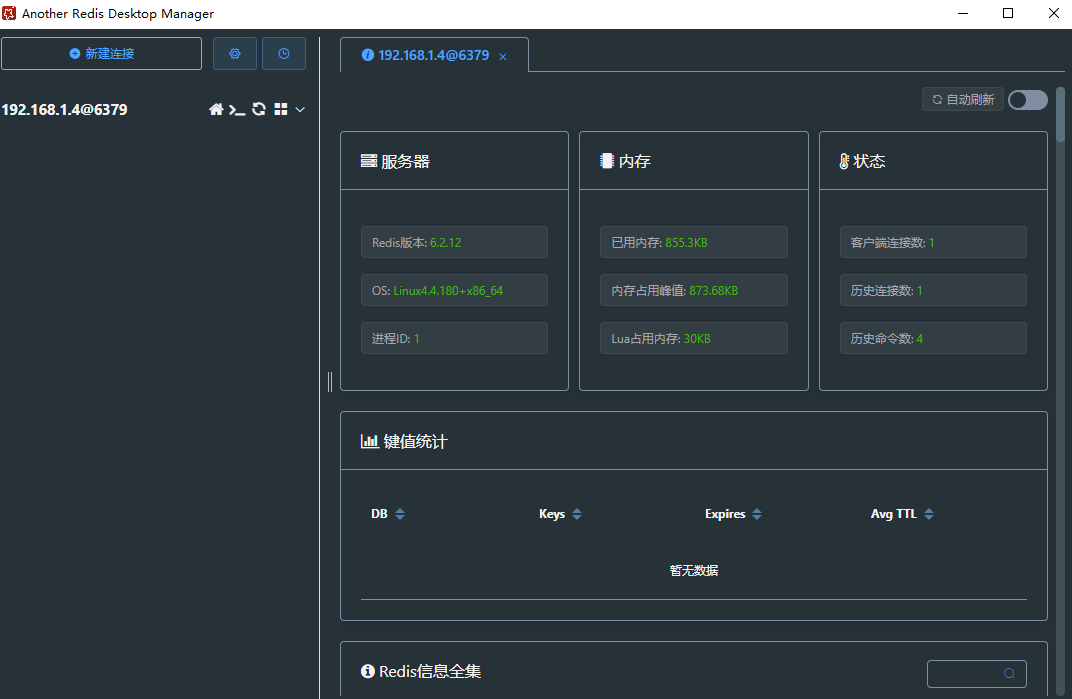 Another Redis Desktop Manager
新建连接
192.168.1.4@6379
192.168.1.4@6379
自动刷新
服务器
Redis版本: 6.2.12
OS: Linux4.4.180+x86_64
进程ID: 1
内存
已用内存: 855.3KB
内存占用峰值: 873.68KB
Lua占用内存: 30KB
状态
客户端连接数: 1
历史连接数: 1
历史命令数: 4
键值统计
DB Keys Expires Avg TTL
暂无数据
Redis信息全集